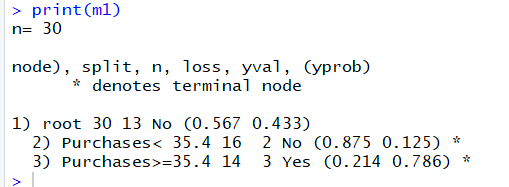 > print(m1)
n= 30

node), split, n, loss, yval, (yprob)
      * denotes terminal node

1) root 30 13 No (0.567 0.433)
  2) Purchases< 35.4 16  2 No (0.875 0.125) *
  3) Purchases>=35.4 14  3 Yes (0.214 0.786) *
>